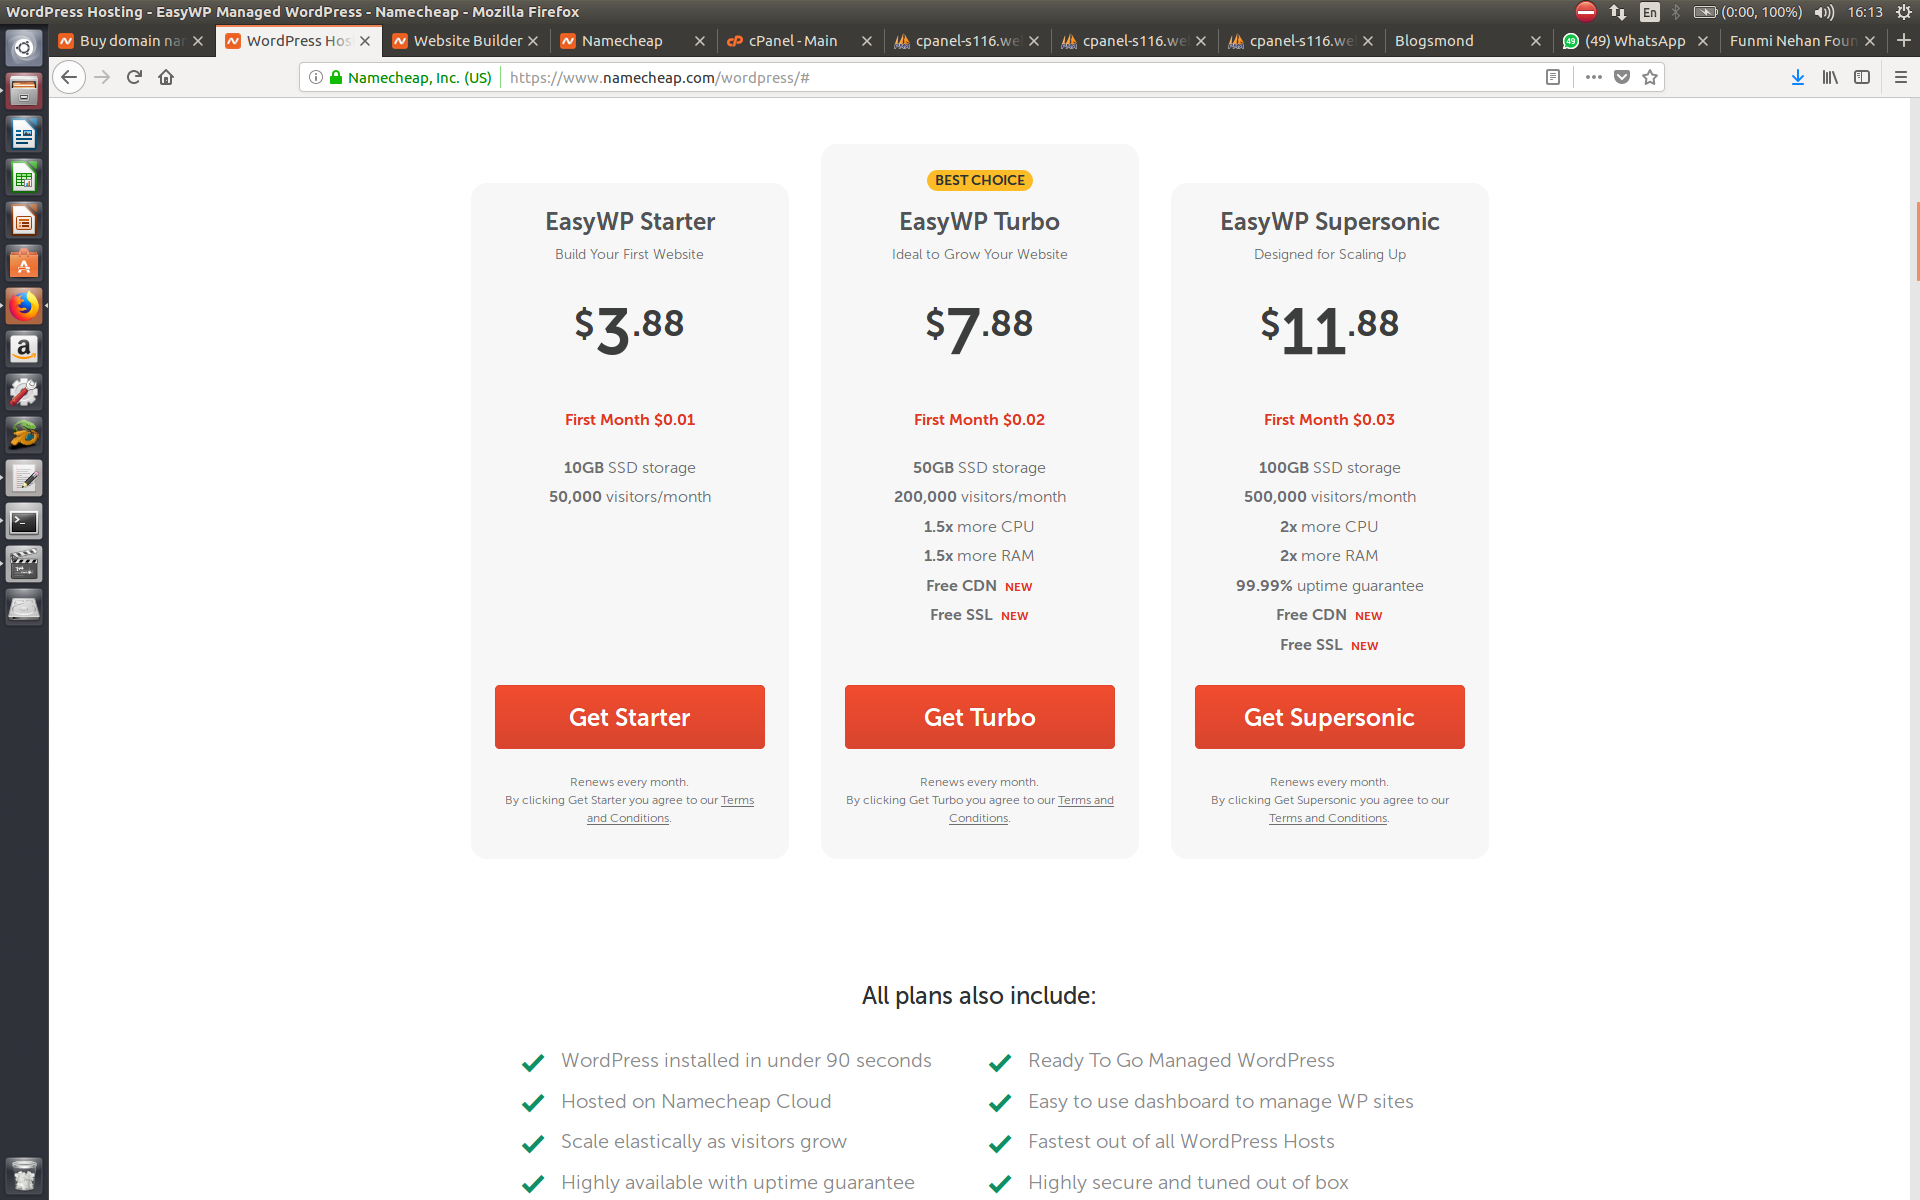 WordPress Hosting - EasyWP Managed WordPress - Namecheap - Mozilla Firefox
En
(0:00, 100%)
16:13
Buy domain na
WordPress Hos
Website Builder
Namecheap
cPanel - Main
cpanel-s116.we
cpanel-s116.we
cpanel-s116.we
Blogsmond
(49) WhatsApp
Funmi Nehan Foun
Namecheap, Inc. (US)
https://www.namecheap.com/wordpress/#
EasyWP Starter
Build Your First Website
$3.88
First Month $0.01
10GB SSD storage
50,000 visitors/month
Get Starter
Renews every month.
By clicking Get Starter you agree to our Terms
and Conditions.
BEST CHOICE
EasyWP Turbo
Ideal to Grow Your Website
$7.88
First Month $0.02
50GB SSD storage
200,000 visitors/month
1.5x more CPU
1.5x more RAM
Free CDN NEW
Free SSL NEW
Get Turbo
Renews every month.
By clicking Get Turbo you agree to our Terms and
Conditions.
EasyWP Supersonic
Designed for Scaling Up
$11.88
First Month $0.03
100GB SSD storage
500,000 visitors/month
2x more CPU
2x more RAM
99.99% uptime guarantee
Free CDN NEW
Free SSL NEW
Get Supersonic
Renews every month.
By clicking Get Supersonic you agree to our
Terms and Conditions.
All plans also include:
WordPress installed in under 90 seconds
Hosted on Namecheap Cloud
Scale elastically as visitors grow
Highly available with uptime guarantee
Ready To Go Managed WordPress
Easy to use dashboard to manage WP sites
Fastest out of all WordPress Hosts
Highly secure and tuned out of box